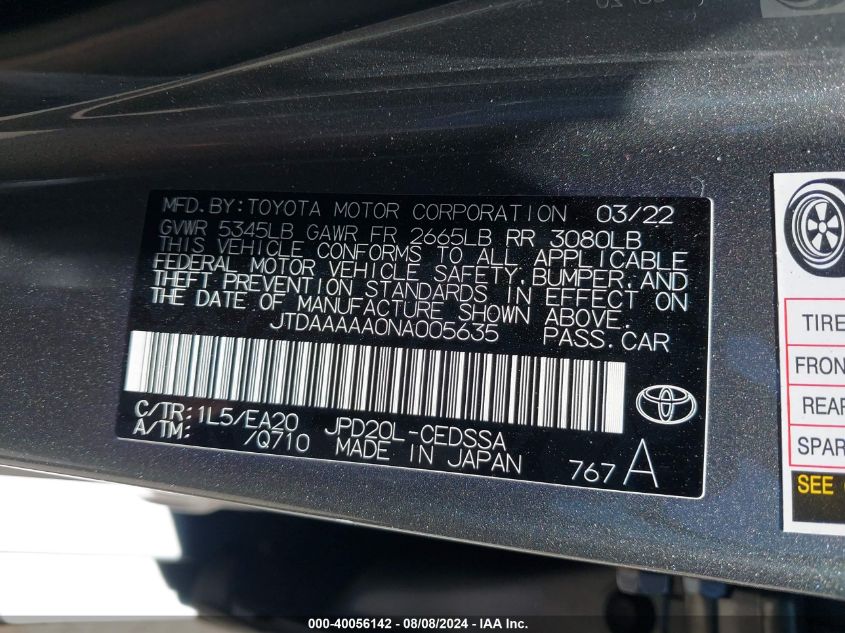 MFD.BY:TOYOTA MOTOR CORPORATION 03/22
GVWR 5345LB GAWR FR 2665LB RR 3080LB
THIS VEHICLE CONFORMS TO ALL APPLICABLE
FEDERAL MOTOR VEHICLE SAFETY,BUMPER,AND
THEFT PREVENTION STANDARDS IN EFFECT ON
THE DATE OF MANUFACTURE SHOWN ABOVE.
JTDAAAAAA0NA005635 PASS.CAR
C/TR:1L5/EA20 JPD20L-CEDSSA
A/TM: /Q710 MADE IN JAPAN 767 A
TIRE
FRON
REAR
SPAR
SEE
000-40056142 - 08/08/2024 - IAA Inc.